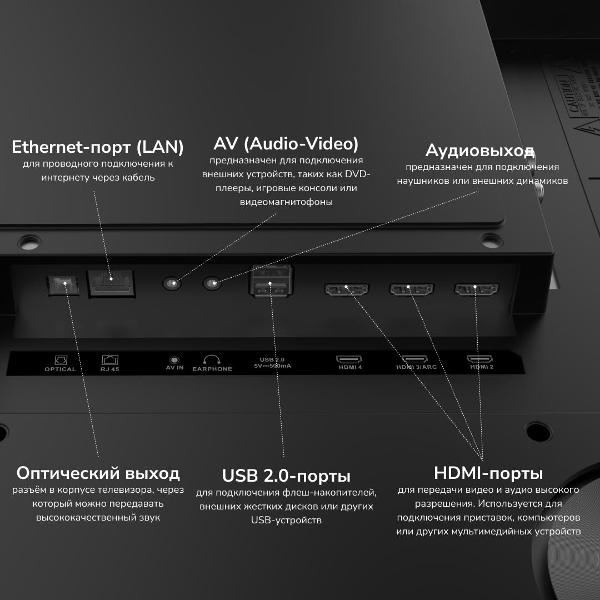 Ethernet-порт (LAN)
для проводного подключения к
интернету через кабель
AV (Audio-Video)
предназначен для подключения
внешних устройств, таких как DVD-
плееры, игровые консоли или
видеомагнитофоны
Аудиовыход
предназначен для подключения
наушников или внешних динамиков
CAUTION
OPTICAL
RJ 45
AV IN
EARPHONE
USB 2.0
5V⎓500mA
HDMI 4
HDMI 3/ARC
HDMI 2
Оптический выход
разъём в корпусе телевизора, через
который можно передавать
высококачественный звук
USB 2.0-порты
для подключения флеш-накопителей,
внешних жестких дисков или других
USB-устройств
HDMI-порты
для передачи видео и аудио высокого
разрешения. Используется для
подключения приставок, компьютеров
или других мультимедийных устройств